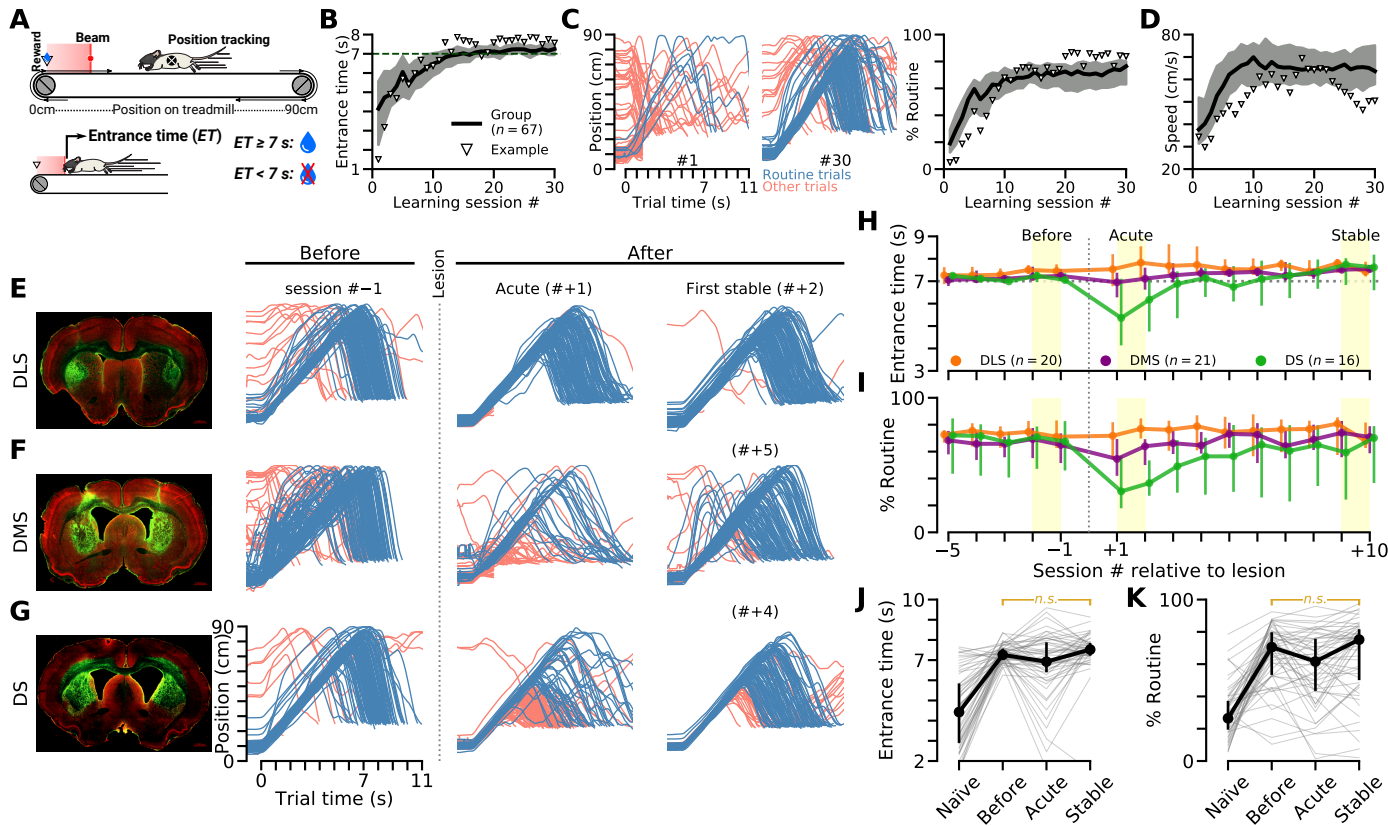 A
Reward
Beam
Position tracking
0cm
Position on treadmill
90cm
Entrance time (ET)
ET ≥ 7 s:
ET < 7 s:
B
Entrance time (s)
8
7
1
0
10
20
30
Learning session #
Group
(n = 67)
Example
C
Position (cm)
90
0
#1
#30
Routine trials
Other trials
0
7
11
Trial time (s)
% Routine
100
0
0
10
20
30
Learning session #
D
Speed (cm/s)
80
20
0
10
20
30
Learning session #
Before
Lesion
After
E
DLS
session #−1
Acute (#+1)
First stable (#+2)
F
DMS
(#+5)
G
DS
(#+4)
Position (cm)
90
0
0
7
11
Trial time (s)
H
Entrance time (s)
9
7
3
Before
Acute
Stable
DLS (n = 20)
DMS (n = 21)
DS (n = 16)
I
% Routine
100
0
−5
−1
+1
+10
Session # relative to lesion
J
Entrance time (s)
10
7
2
n.s.
Naïve
Before
Acute
Stable
K
% Routine
100
0
n.s.
Naïve
Before
Acute
Stable